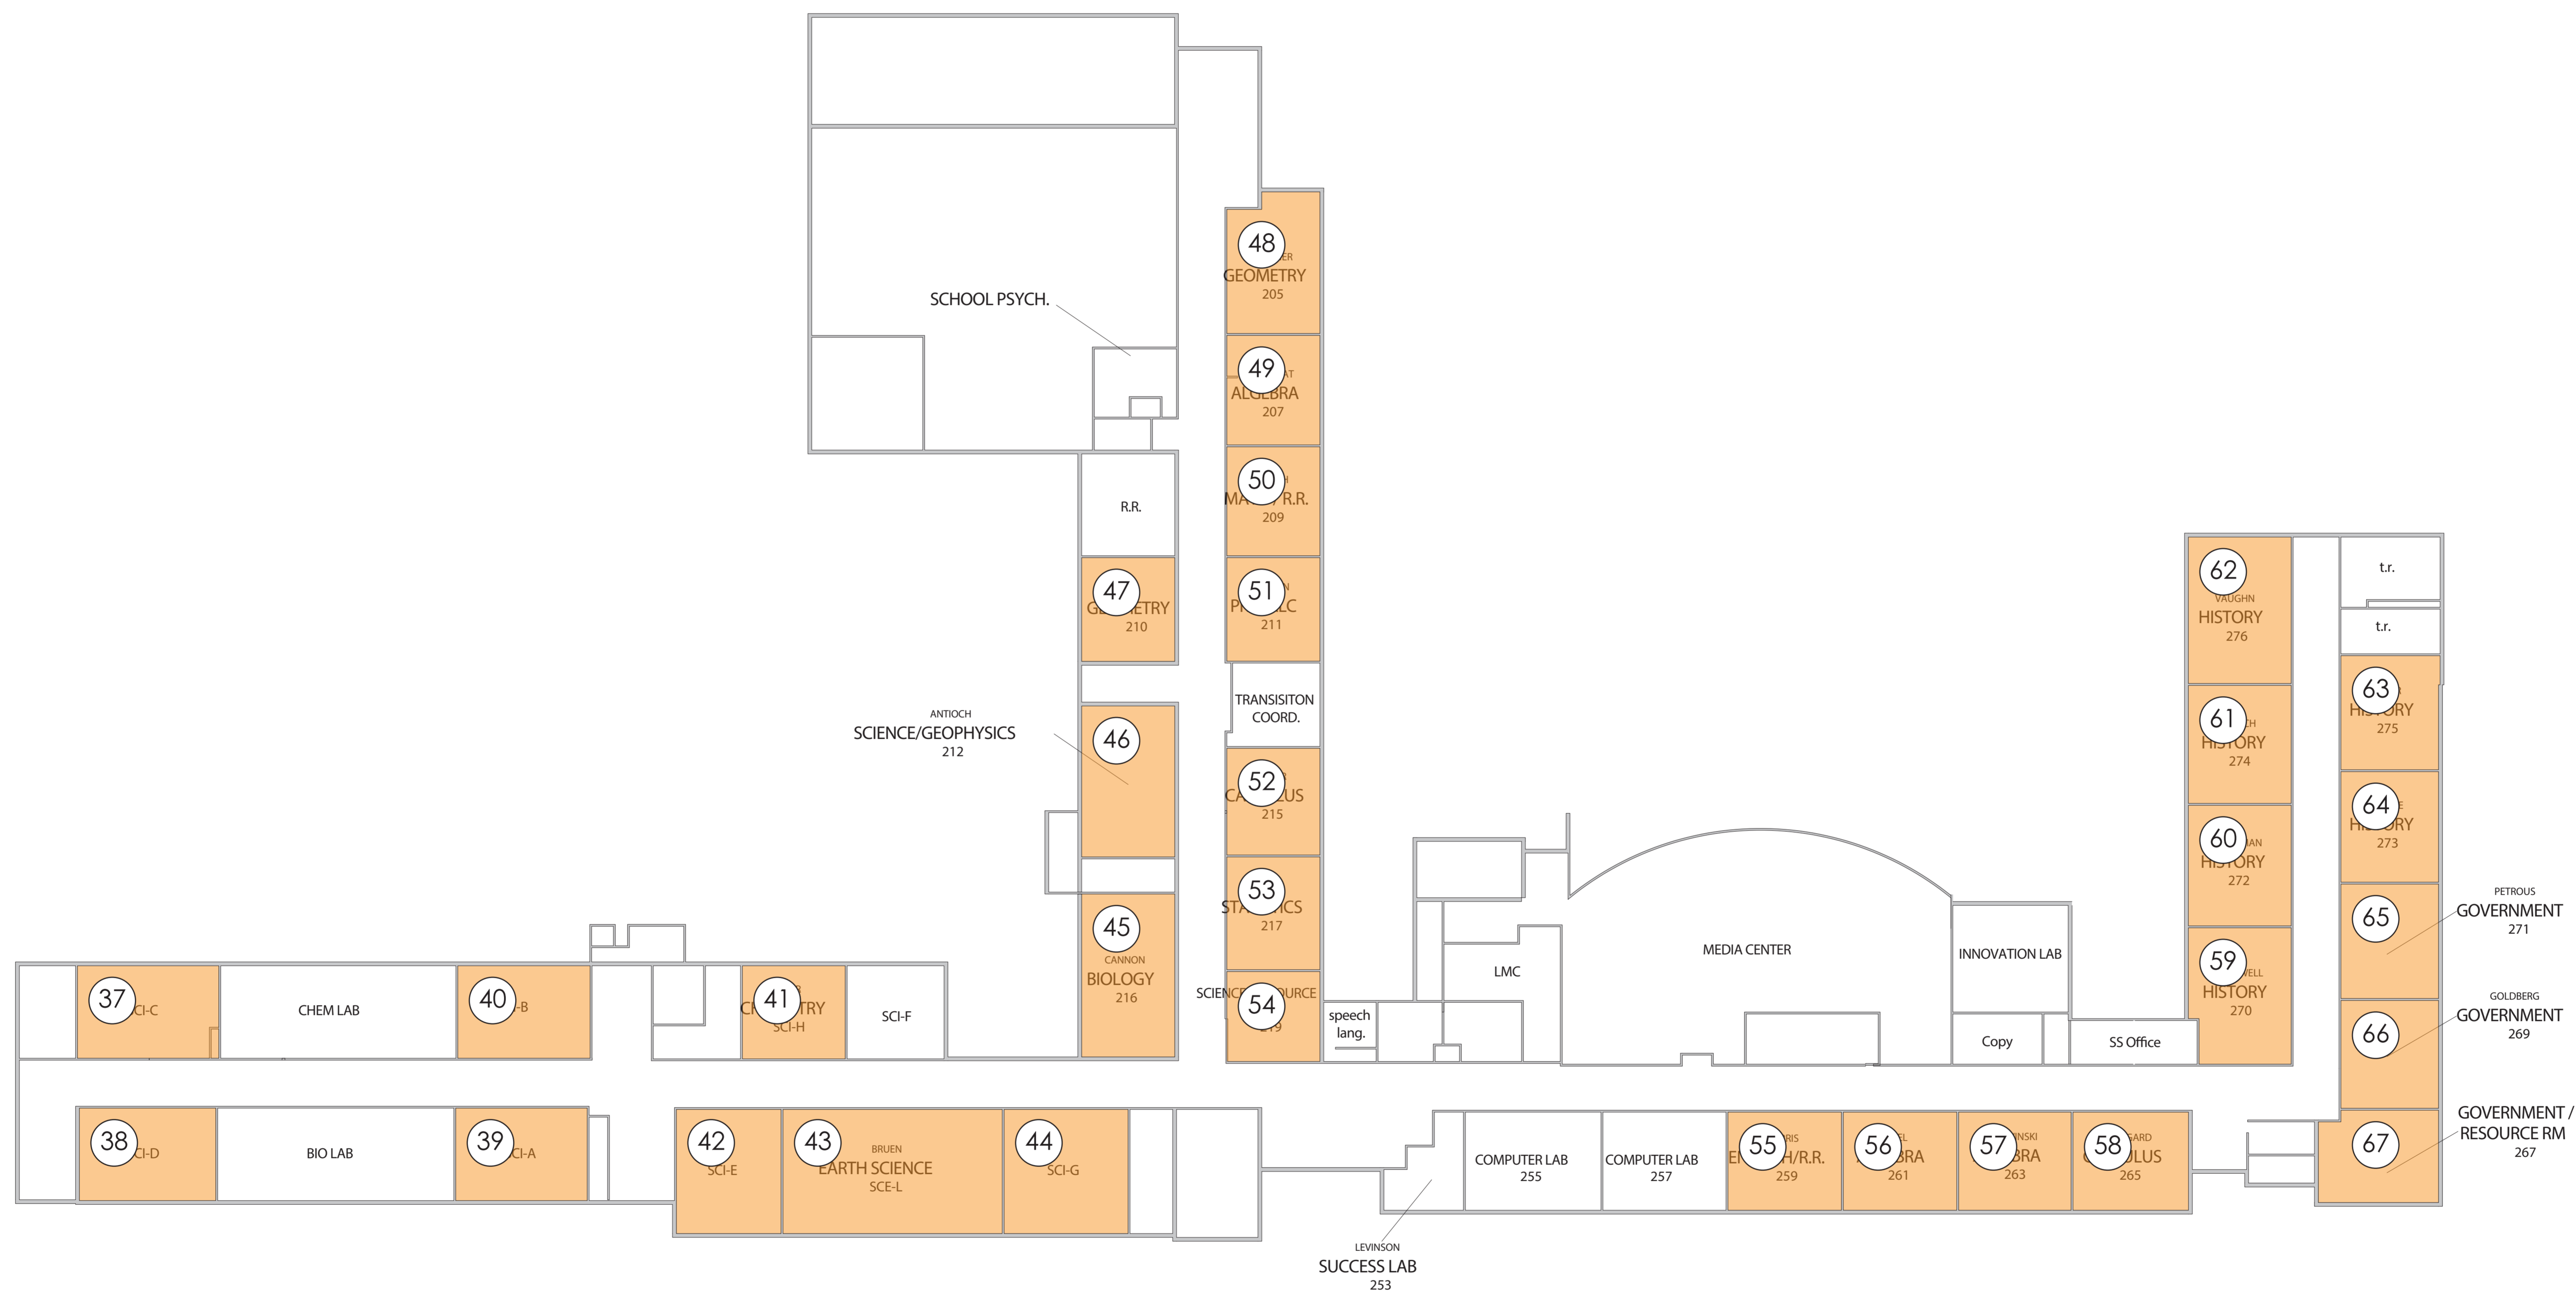 48
GEOMETRY
205
SCHOOL PSYCH.
49
ALGEBRA
207
50
R.R.
209
R.R.
47
210
51
211
TRANSISITON
COORD.
ANTIOCH
SCIENCE/GEOPHYSICS
212
46
52
215
53
217
45
CANNON
BIOLOGY
216
54
62
VAUGHN
HISTORY
276
t.r.
t.r.
61
HISTORY
274
63
HISTORY
275
60
HISTORY
272
64
HISTORY
273
59
HISTORY
270
65
PETROUS
GOVERNMENT
271
66
GOLDBERG
GOVERNMENT
269
67
GOVERNMENT /
RESOURCE RM
267
37
CHEM LAB
40
41
SCI-H
SCI-F
speech
lang.
LMC
MEDIA CENTER
INNOVATION LAB
Copy
SS Office
38
BIO LAB
39
42
SCI-E
43
BRUEN
EARTH SCIENCE
SCE-L
44
SCI-G
COMPUTER LAB
255
COMPUTER LAB
257
55
259
56
261
57
263
58
265
LEVINSON
SUCCESS LAB
253